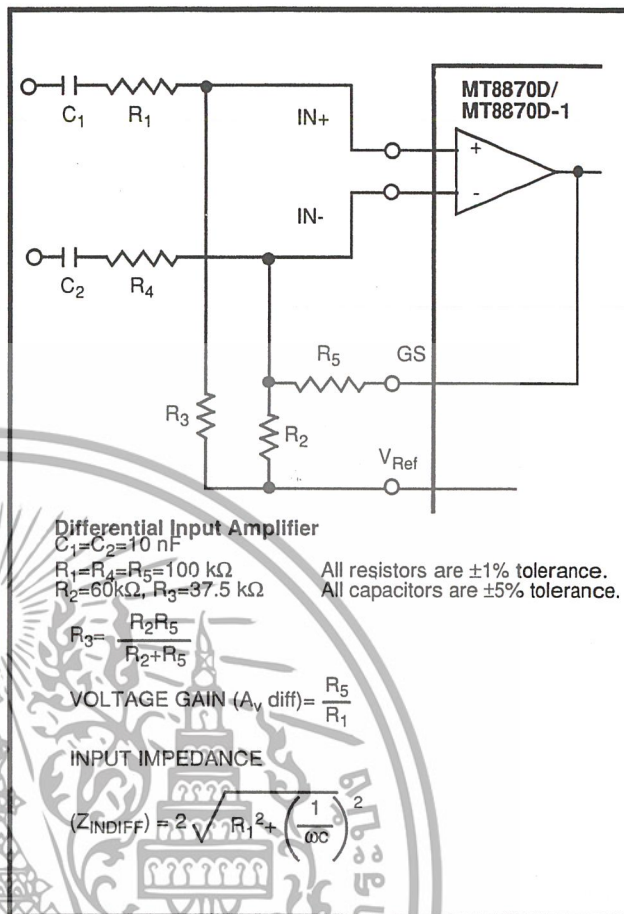 MT8870D/
MT8870D-1
C₁ R₁ IN+
+
-
IN-
C₂ R₄
R₅ GS
R₃ R₂
V_Ref
Differential Input Amplifier
C₁=C₂=10 nF
R₁=R₄=R₅=100 kΩ All resistors are ±1% tolerance.
R₂=60kΩ, R₃=37.5 kΩ All capacitors are ±5% tolerance.
R₃= R₂R₅ / R₂+R₅
VOLTAGE GAIN (Aᵥ diff)= R₅ / R₁
INPUT IMPEDANCE
(Z_INDIFF) = 2 √ R₁²+ (1 / ωc)²